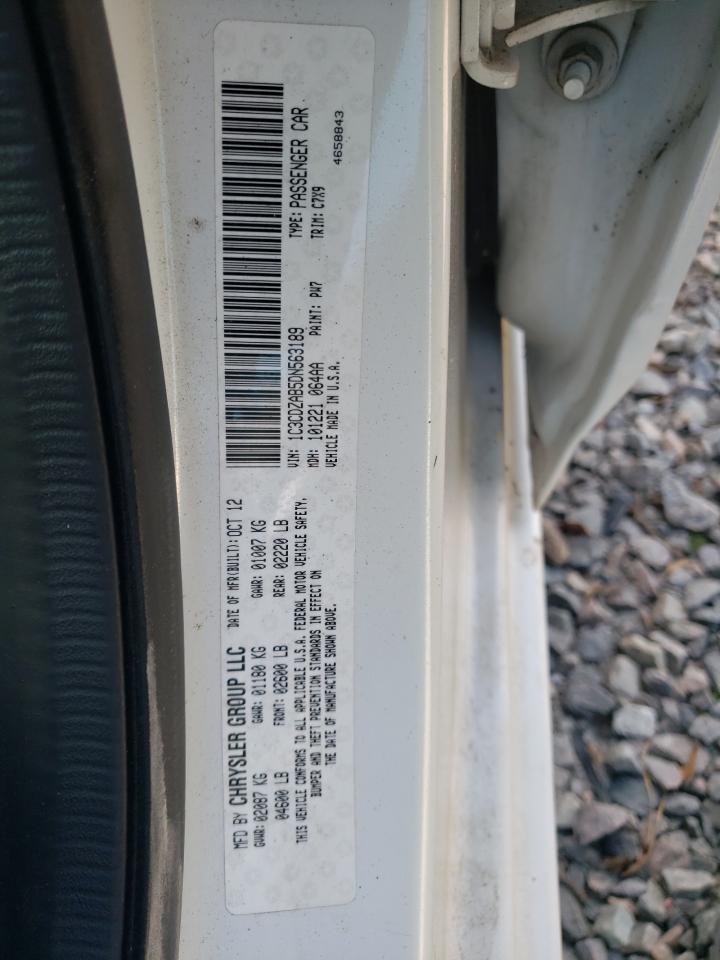 MFD BY CHRYSLER GROUP LLC DATE OF MFR(BUILT): OCT 12
GVWR: 02087 KG GAWR: 01180 KG GAWR: 01007 KG
04600 LB FRONT: 02600 LB REAR: 02220 LB
THIS VEHICLE CONFORMS TO ALL APPLICABLE U.S.A. FEDERAL MOTOR VEHICLE SAFETY,
BUMPER AND THEFT PREVENTION STANDARDS IN EFFECT ON
THE DATE OF MANUFACTURE SHOWN ABOVE.
VIN: 1C3CDZAB5DN563189 TYPE: PASSENGER CAR
MDH: 101221 064AA PAINT: PW7 TRIM: C7X9
VEHICLE MADE IN U.S.A. 4658843